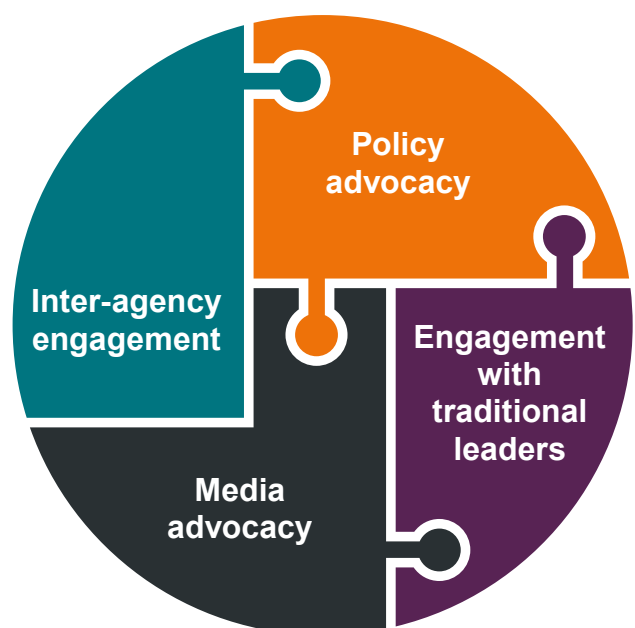 Policy
advocacy
Inter-agency
engagement
Engagement
with
traditional
leaders
Media
advocacy